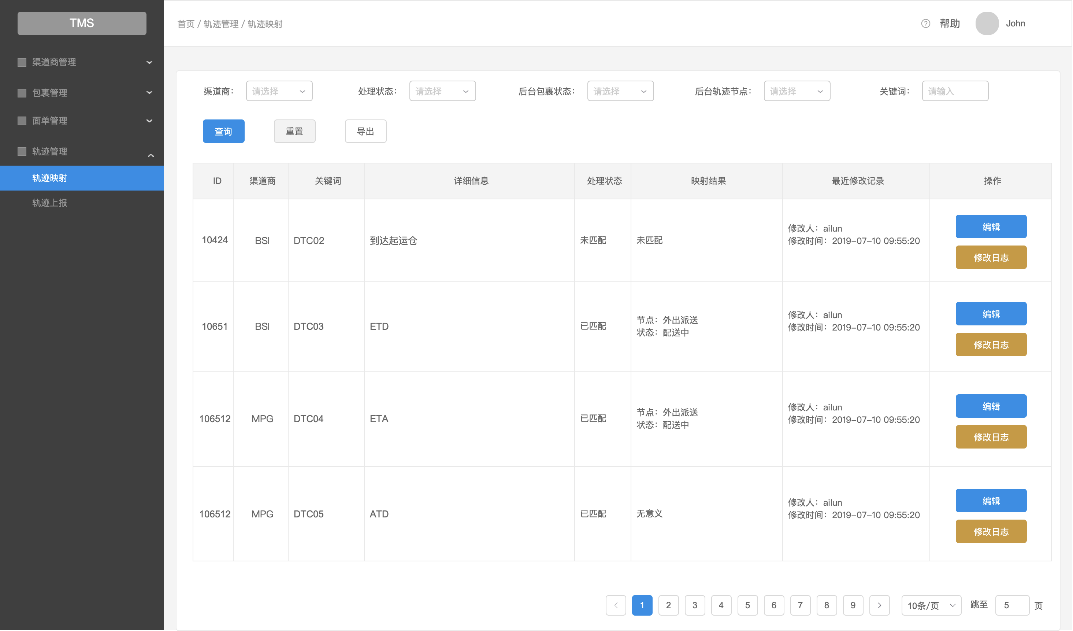 TMS
首页 / 轨迹管理 / 轨迹映射
帮助
John
渠道商管理
包裹管理
面单管理
轨迹管理
轨迹映射
轨迹上报
渠道商： 请选择 处理状态： 请选择 后台包裹状态： 请选择 后台轨迹节点： 请选择 关键词： 请输入
查询 重置 导出
ID 渠道商 关键词 详细信息 处理状态 映射结果 最近修改记录 操作
10424 BSI DTC02 到达起运仓 未匹配 未匹配
修改人：ailun
修改时间：2019-07-10 09:55:20
编辑
修改日志
10651 BSI DTC03 ETD 已匹配
节点：外出派送
状态：配送中
修改人：ailun
修改时间：2019-07-10 09:55:20
编辑
修改日志
106512 MPG DTC04 ETA 已匹配
节点：外出派送
状态：配送中
修改人：ailun
修改时间：2019-07-10 09:55:20
编辑
修改日志
106512 MPG DTC05 ATD 已匹配 无意义
修改人：ailun
修改时间：2019-07-10 09:55:20
编辑
修改日志
1 2 3 4 5 6 7 8 9 10条/页 跳至 5 页